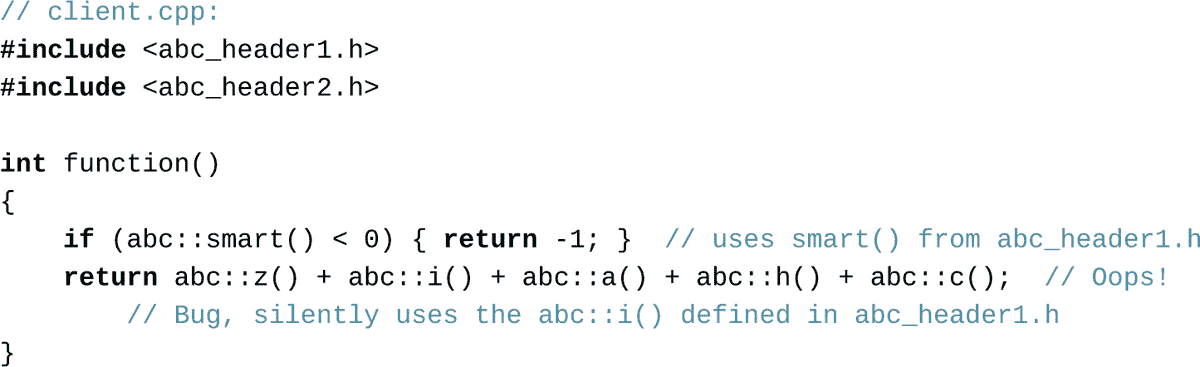 // client.cpp:
#include <abc_header1.h>
#include <abc_header2.h>

int function()
{
    if (abc::smart() < 0) { return -1; }  // uses smart() from abc_header1.h
    return abc::z() + abc::i() + abc::a() + abc::h() + abc::c();  // Oops!
        // Bug, silently uses the abc::i() defined in abc_header1.h
}